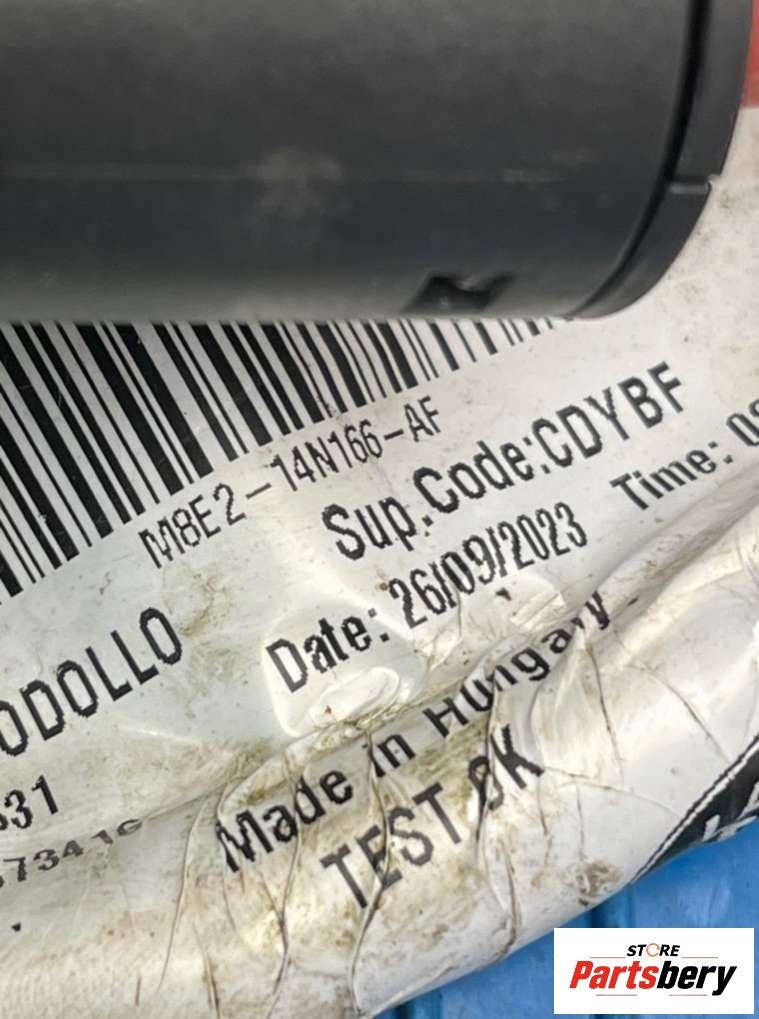 M8E2-14N166-AF
Sup.Code:CDYBF
Date: 26/09/2023 Time:
ODOLLO
Made in Hungary
31
TEST OK
STORE
Partsbery